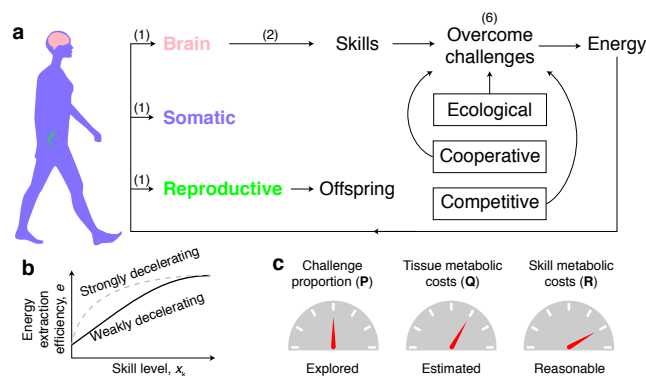 a
(1) Brain (2) Skills (6) Overcome challenges Energy
Ecological
(1) Somatic
Cooperative
(1) Reproductive Offspring
Competitive
b
Energy
extraction
efficiency, e
Strongly decelerating
Weakly decelerating
Skill level, xk
c
Challenge
proportion (P)
Explored
Tissue metabolic
costs (Q)
Estimated
Skill metabolic
costs (R)
Reasonable